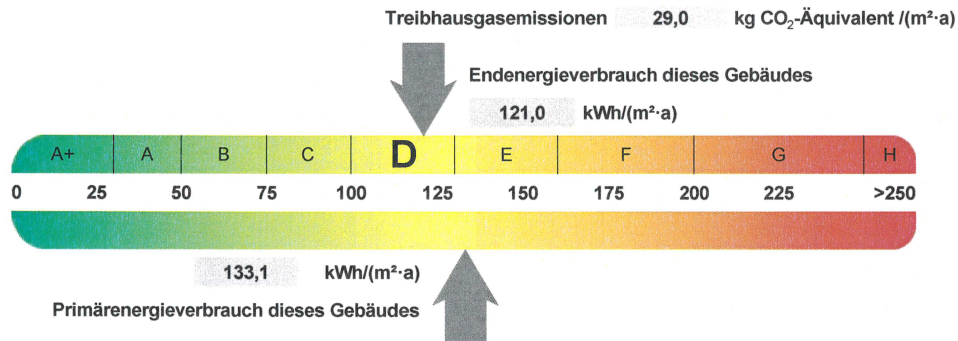 Treibhausgasemissionen 29,0 kg CO₂-Äquivalent /(m²·a)
Endenergieverbrauch dieses Gebäudes
121,0 kWh/(m²·a)
A+ A B C D E F G H
0 25 50 75 100 125 150 175 200 225 >250
133,1 kWh/(m²·a)
Primärenergieverbrauch dieses Gebäudes